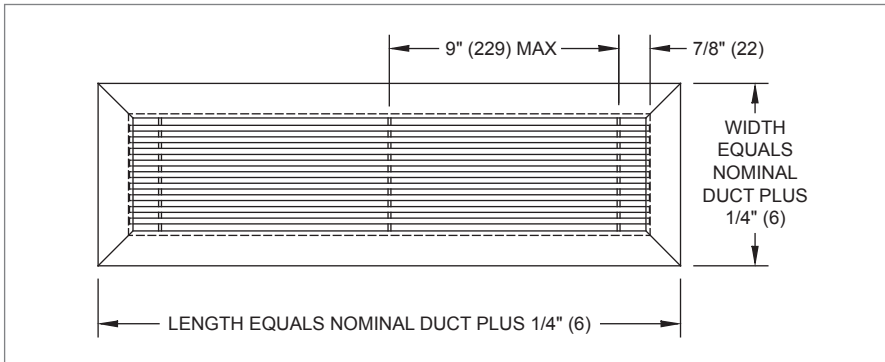 9" (229) MAX
7/8" (22)
WIDTH
EQUALS
NOMINAL
DUCT PLUS
1/4" (6)
LENGTH EQUALS NOMINAL DUCT PLUS 1/4" (6)